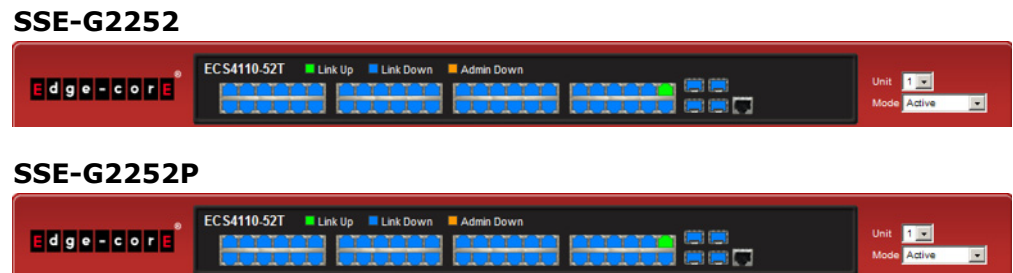 SSE-G2252
Edge-corE®
ECS4110-52T Link Up Link Down Admin Down
Unit 1
Mode Active
SSE-G2252P
Edge-corE®
ECS4110-52T Link Up Link Down Admin Down
Unit 1
Mode Active